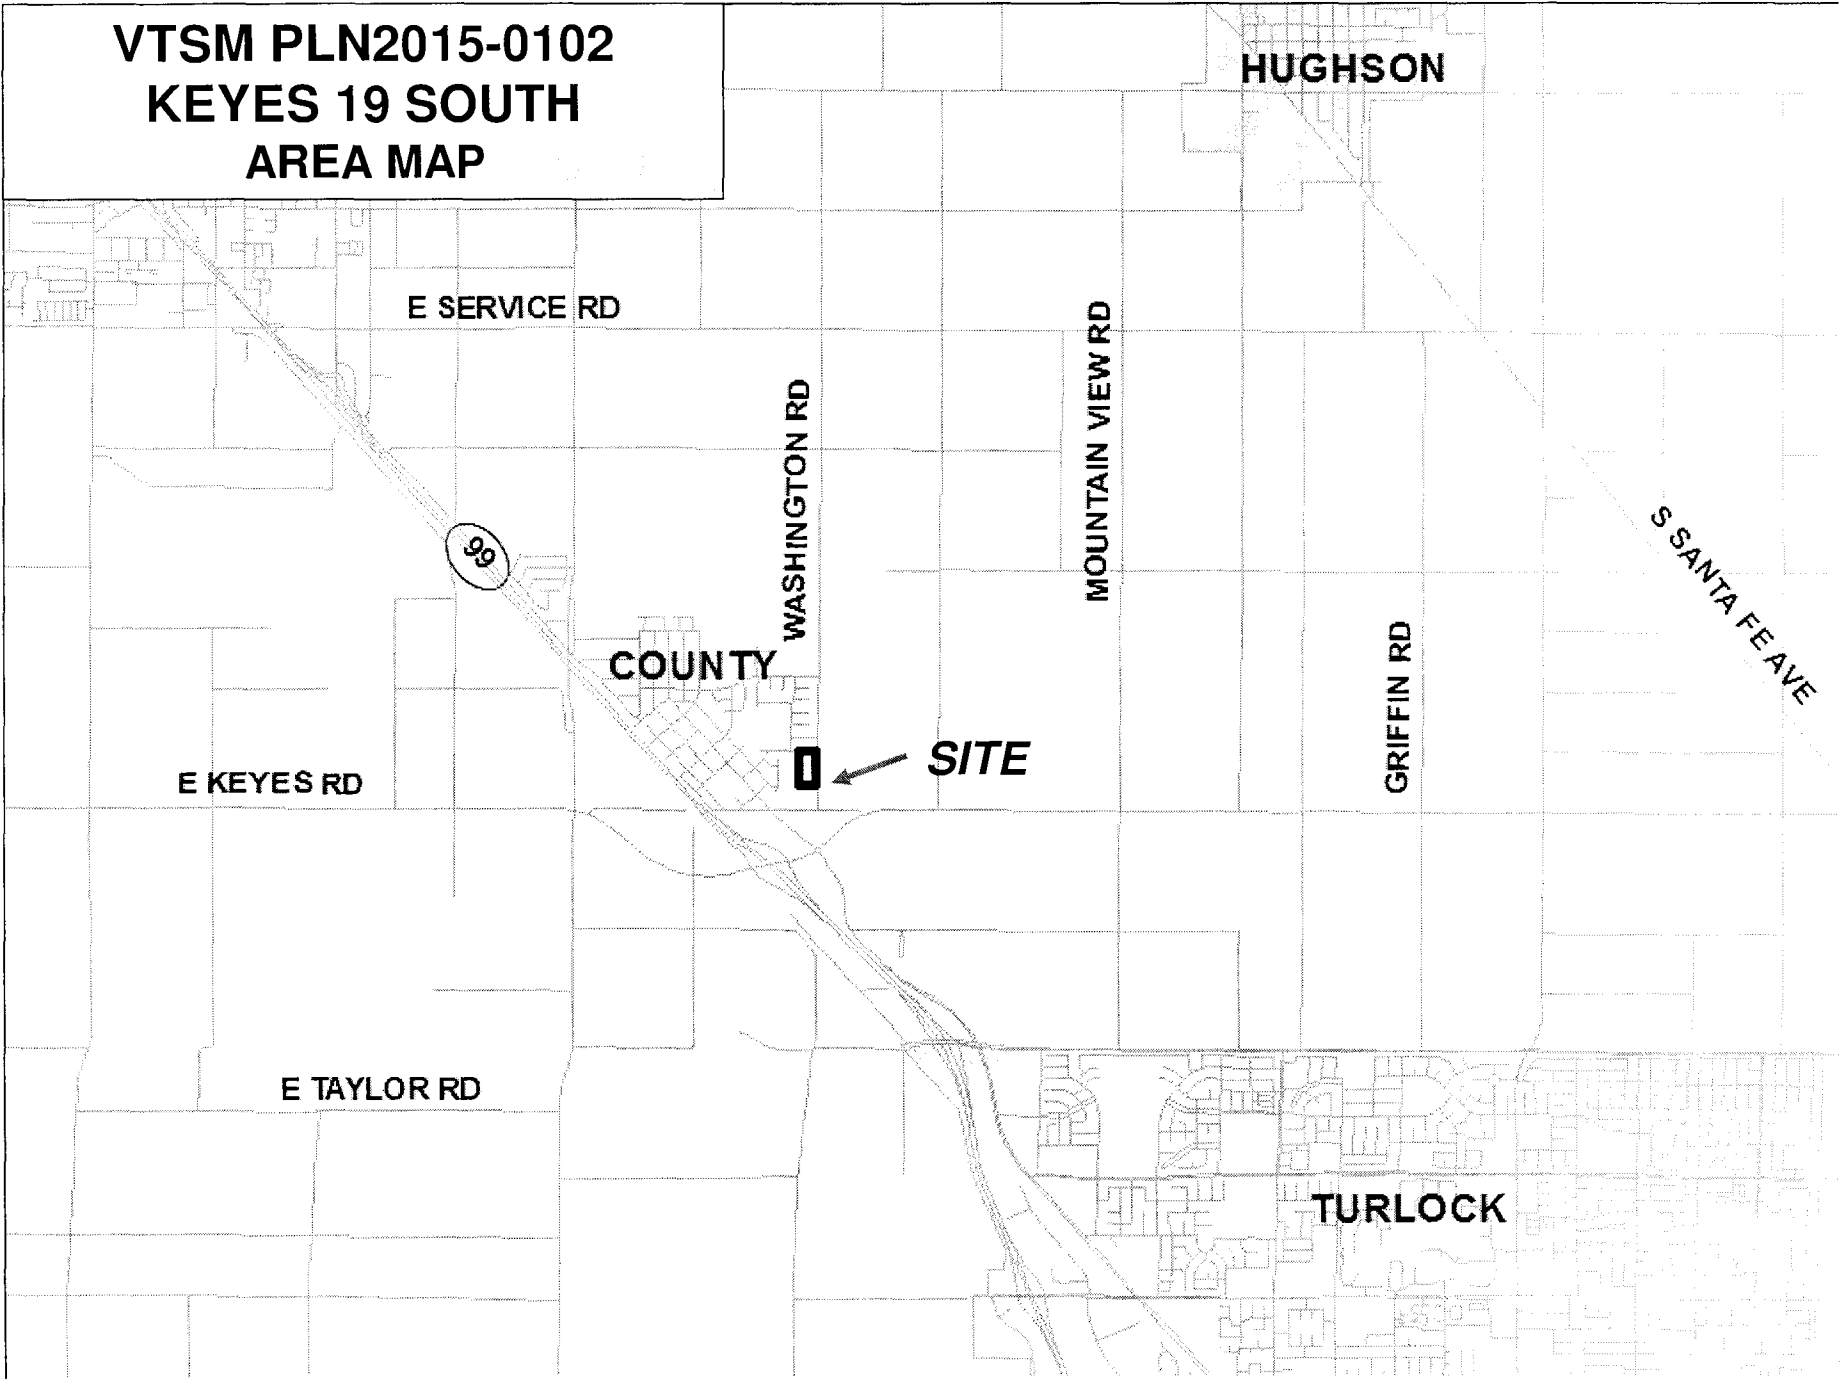 VTSM PLN2015-0102
KEYES 19 SOUTH
AREA MAP
HUGHSON
E SERVICE RD
WASHINGTON RD
MOUNTAIN VIEW RD
99
S SANTA FE AVE
COUNTY
GRIFFIN RD
SITE
E KEYES RD
E TAYLOR RD
TURLOCK